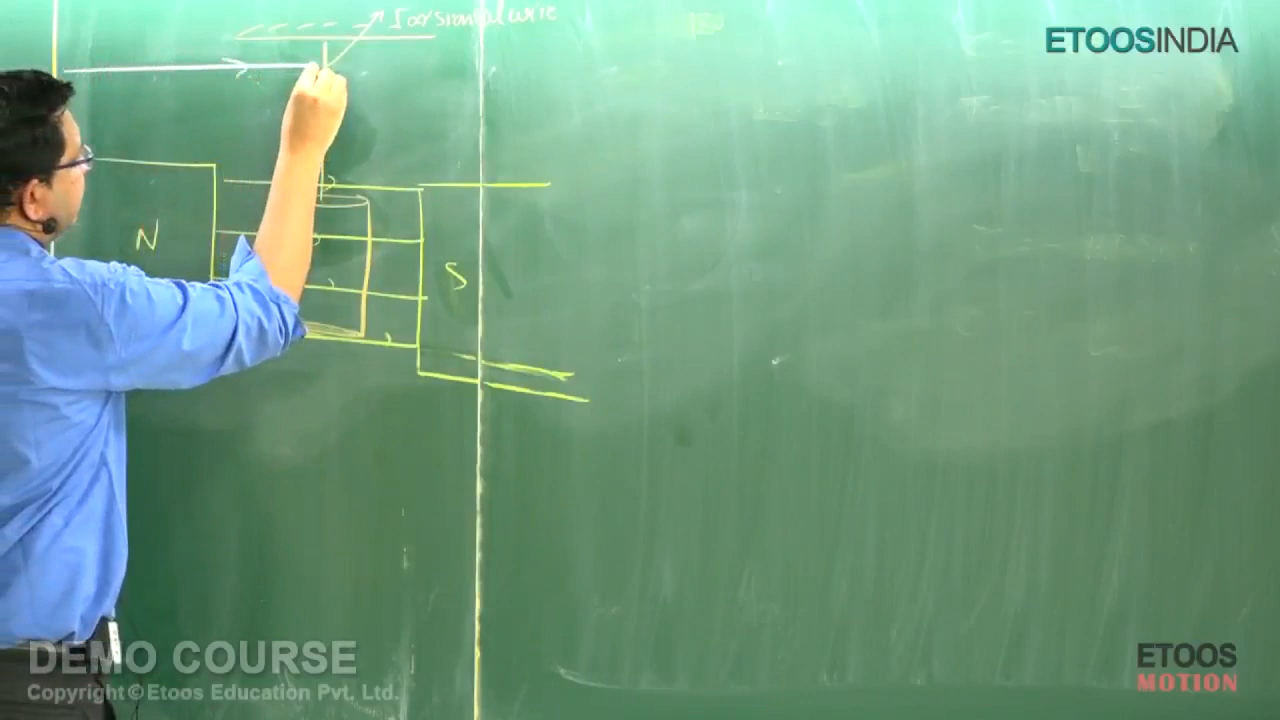 Torsional wire
ETOOSINDIA
N
S
DEMO COURSE
Copyright©Etoos Education Pvt. Ltd.
ETOOS
MOTION